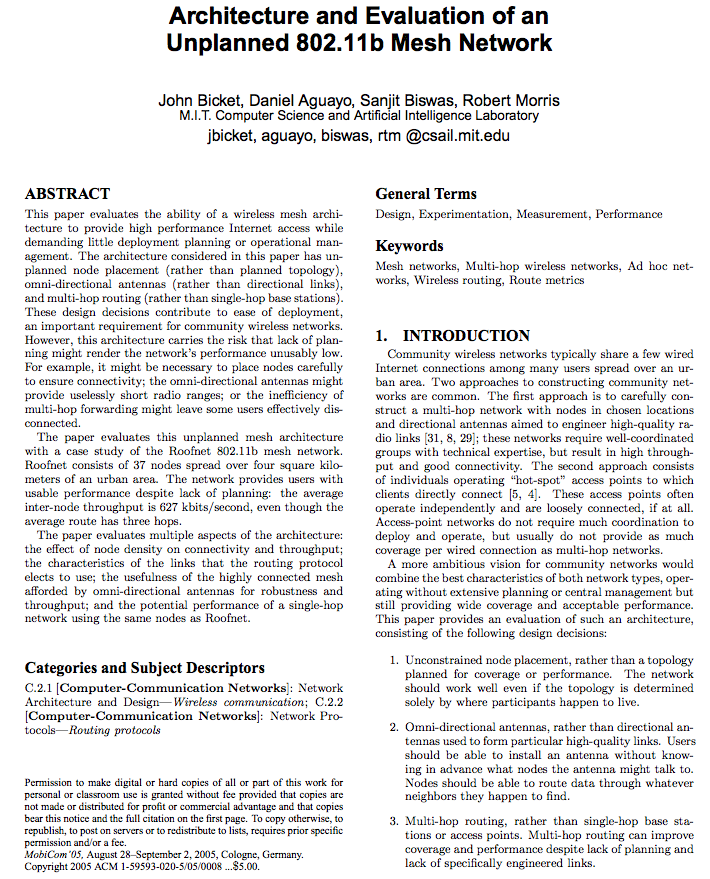 Architecture and Evaluation of an
Unplanned 802.11b Mesh Network
John Bicket, Daniel Aguayo, Sanjit Biswas, Robert Morris
M.I.T. Computer Science and Artificial Intelligence Laboratory
jbicket, aguayo, biswas, rtm @csail.mit.edu
ABSTRACT
This paper evaluates the ability of a wireless mesh archi-
tecture to provide high performance Internet access while
demanding little deployment planning or operational man-
agement. The architecture considered in this paper has un-
planned node placement (rather than planned topology),
omni-directional antennas (rather than directional links),
and multi-hop routing (rather than single-hop base stations).
These design decisions contribute to ease of deployment,
an important requirement for community wireless networks.
However, this architecture carries the risk that lack of plan-
ning might render the network's performance unusably low.
For example, it might be necessary to place nodes carefully
to ensure connectivity; the omni-directional antennas might
provide uselessly short radio ranges; or the inefficiency of
multi-hop forwarding might leave some users effectively dis-
connected.
The paper evaluates this unplanned mesh architecture
with a case study of the Roofnet 802.11b mesh network.
Roofnet consists of 37 nodes spread over four square kilo-
meters of an urban area. The network provides users with
usable performance despite lack of planning: the average
inter-node throughput is 627 kbits/second, even though the
average route has three hops.
The paper evaluates multiple aspects of the architecture:
the effect of node density on connectivity and throughput;
the characteristics of the links that the routing protocol
elects to use; the usefulness of the highly connected mesh
afforded by omni-directional antennas for robustness and
throughput; and the potential performance of a single-hop
network using the same nodes as Roofnet.
Categories and Subject Descriptors
C.2.1 [Computer-Communication Networks]: Network
Architecture and Design—Wireless communication; C.2.2
[Computer-Communication Networks]: Network Pro-
tocols—Routing protocols
Permission to make digital or hard copies of all or part of this work for
personal or classroom use is granted without fee provided that copies are
not made or distributed for profit or commercial advantage and that copies
bear this notice and the full citation on the first page. To copy otherwise, to
republish, to post on servers or to redistribute to lists, requires prior specific
permission and/or a fee.
MobiCom'05, August 28–September 2, 2005, Cologne, Germany.
Copyright 2005 ACM 1-59593-020-5/05/0008 ...$5.00.
General Terms
Design, Experimentation, Measurement, Performance
Keywords
Mesh networks, Multi-hop wireless networks, Ad hoc net-
works, Wireless routing, Route metrics
1. INTRODUCTION
Community wireless networks typically share a few wired
Internet connections among many users spread over an ur-
ban area. Two approaches to constructing community net-
works are common. The first approach is to carefully con-
struct a multi-hop network with nodes in chosen locations
and directional antennas aimed to engineer high-quality ra-
dio links [31, 8, 29]; these networks require well-coordinated
groups with technical expertise, but result in high through-
put and good connectivity. The second approach consists
of individuals operating “hot-spot” access points to which
clients directly connect [5, 4]. These access points often
operate independently and are loosely connected, if at all.
Access-point networks do not require much coordination to
deploy and operate, but usually do not provide as much
coverage per wired connection as multi-hop networks.
A more ambitious vision for community networks would
combine the best characteristics of both network types, oper-
ating without extensive planning or central management but
still providing wide coverage and acceptable performance.
This paper provides an evaluation of such an architecture,
consisting of the following design decisions:
1. Unconstrained node placement, rather than a topology
planned for coverage or performance. The network
should work well even if the topology is determined
solely by where participants happen to live.
2. Omni-directional antennas, rather than directional an-
tennas used to form particular high-quality links. Users
should be able to install an antenna without know-
ing in advance what nodes the antenna might talk to.
Nodes should be able to route data through whatever
neighbors they happen to find.
3. Multi-hop routing, rather than single-hop base sta-
tions or access points. Multi-hop routing can improve
coverage and performance despite lack of planning and
lack of specifically engineered links.